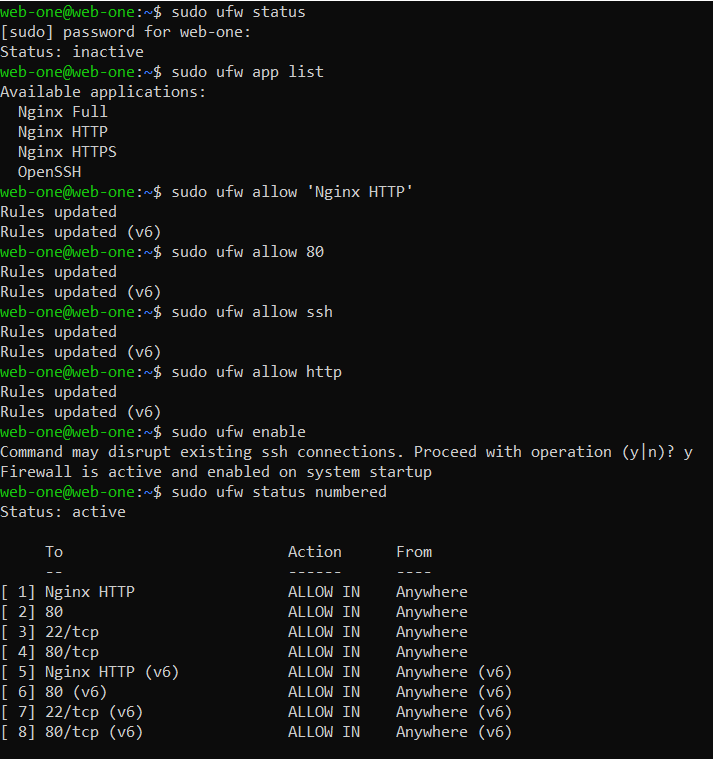 web-one@web-one:~$ sudo ufw status
[sudo] password for web-one:
Status: inactive
web-one@web-one:~$ sudo ufw app list
Available applications:
  Nginx Full
  Nginx HTTP
  Nginx HTTPS
  OpenSSH
web-one@web-one:~$ sudo ufw allow 'Nginx HTTP'
Rules updated
Rules updated (v6)
web-one@web-one:~$ sudo ufw allow 80
Rules updated
Rules updated (v6)
web-one@web-one:~$ sudo ufw allow ssh
Rules updated
Rules updated (v6)
web-one@web-one:~$ sudo ufw allow http
Rules updated
Rules updated (v6)
web-one@web-one:~$ sudo ufw enable
Command may disrupt existing ssh connections. Proceed with operation (y|n)? y
Firewall is active and enabled on system startup
web-one@web-one:~$ sudo ufw status numbered
Status: active

     To                         Action      From
     --                         ------      ----
[ 1] Nginx HTTP                 ALLOW IN    Anywhere
[ 2] 80                         ALLOW IN    Anywhere
[ 3] 22/tcp                     ALLOW IN    Anywhere
[ 4] 80/tcp                     ALLOW IN    Anywhere
[ 5] Nginx HTTP (v6)            ALLOW IN    Anywhere (v6)
[ 6] 80 (v6)                    ALLOW IN    Anywhere (v6)
[ 7] 22/tcp (v6)                ALLOW IN    Anywhere (v6)
[ 8] 80/tcp (v6)                ALLOW IN    Anywhere (v6)